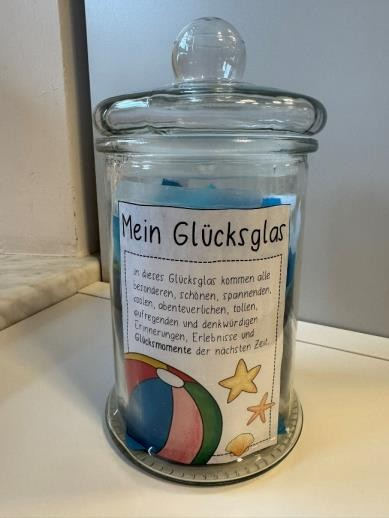 Mein Glücksglas
In dieses Glücksglas kommen alle
besonderen, schönen, spannenden,
coolen, abenteuerlichen, tollen,
aufregenden und denkwürdigen
Erinnerungen, Erlebnisse und
Glücksmomente der nächsten Zeit.